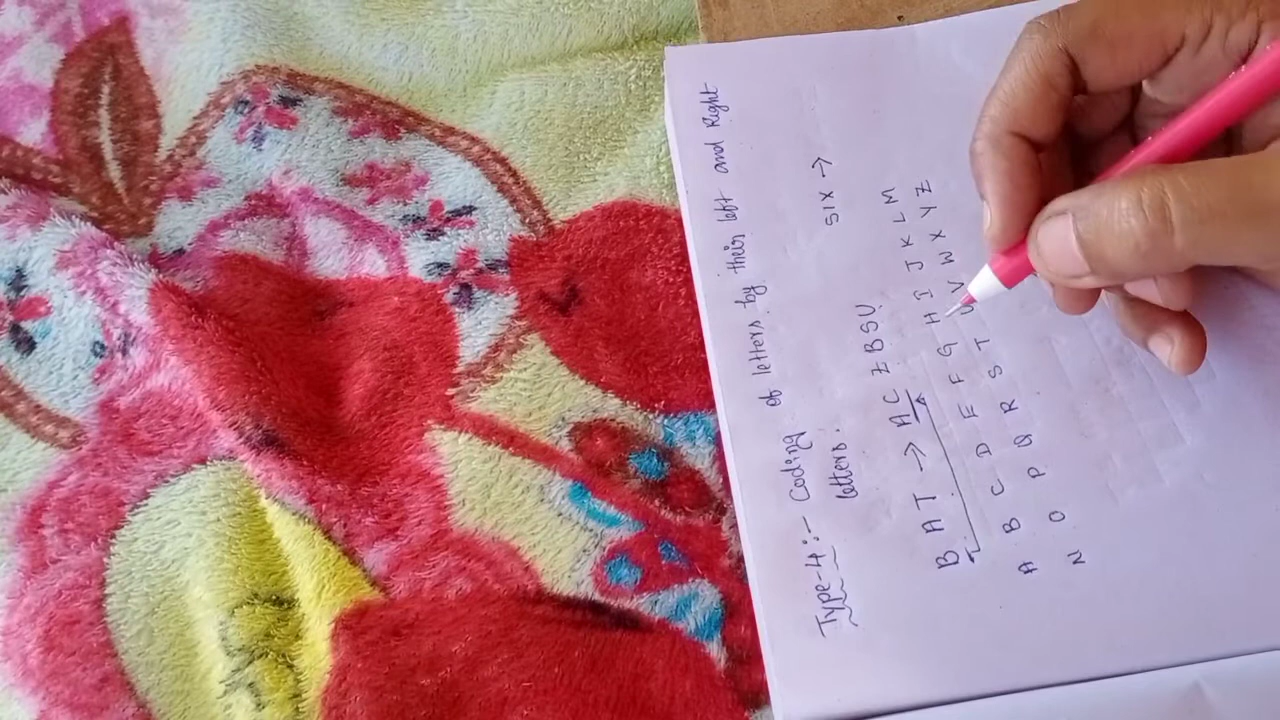 Type-4:- Coding of letters by their left and Right
letters.
BAT → AC ZB SU SIX →
A B C D E F G H I J K L M
N O P Q R S T U V W X Y Z